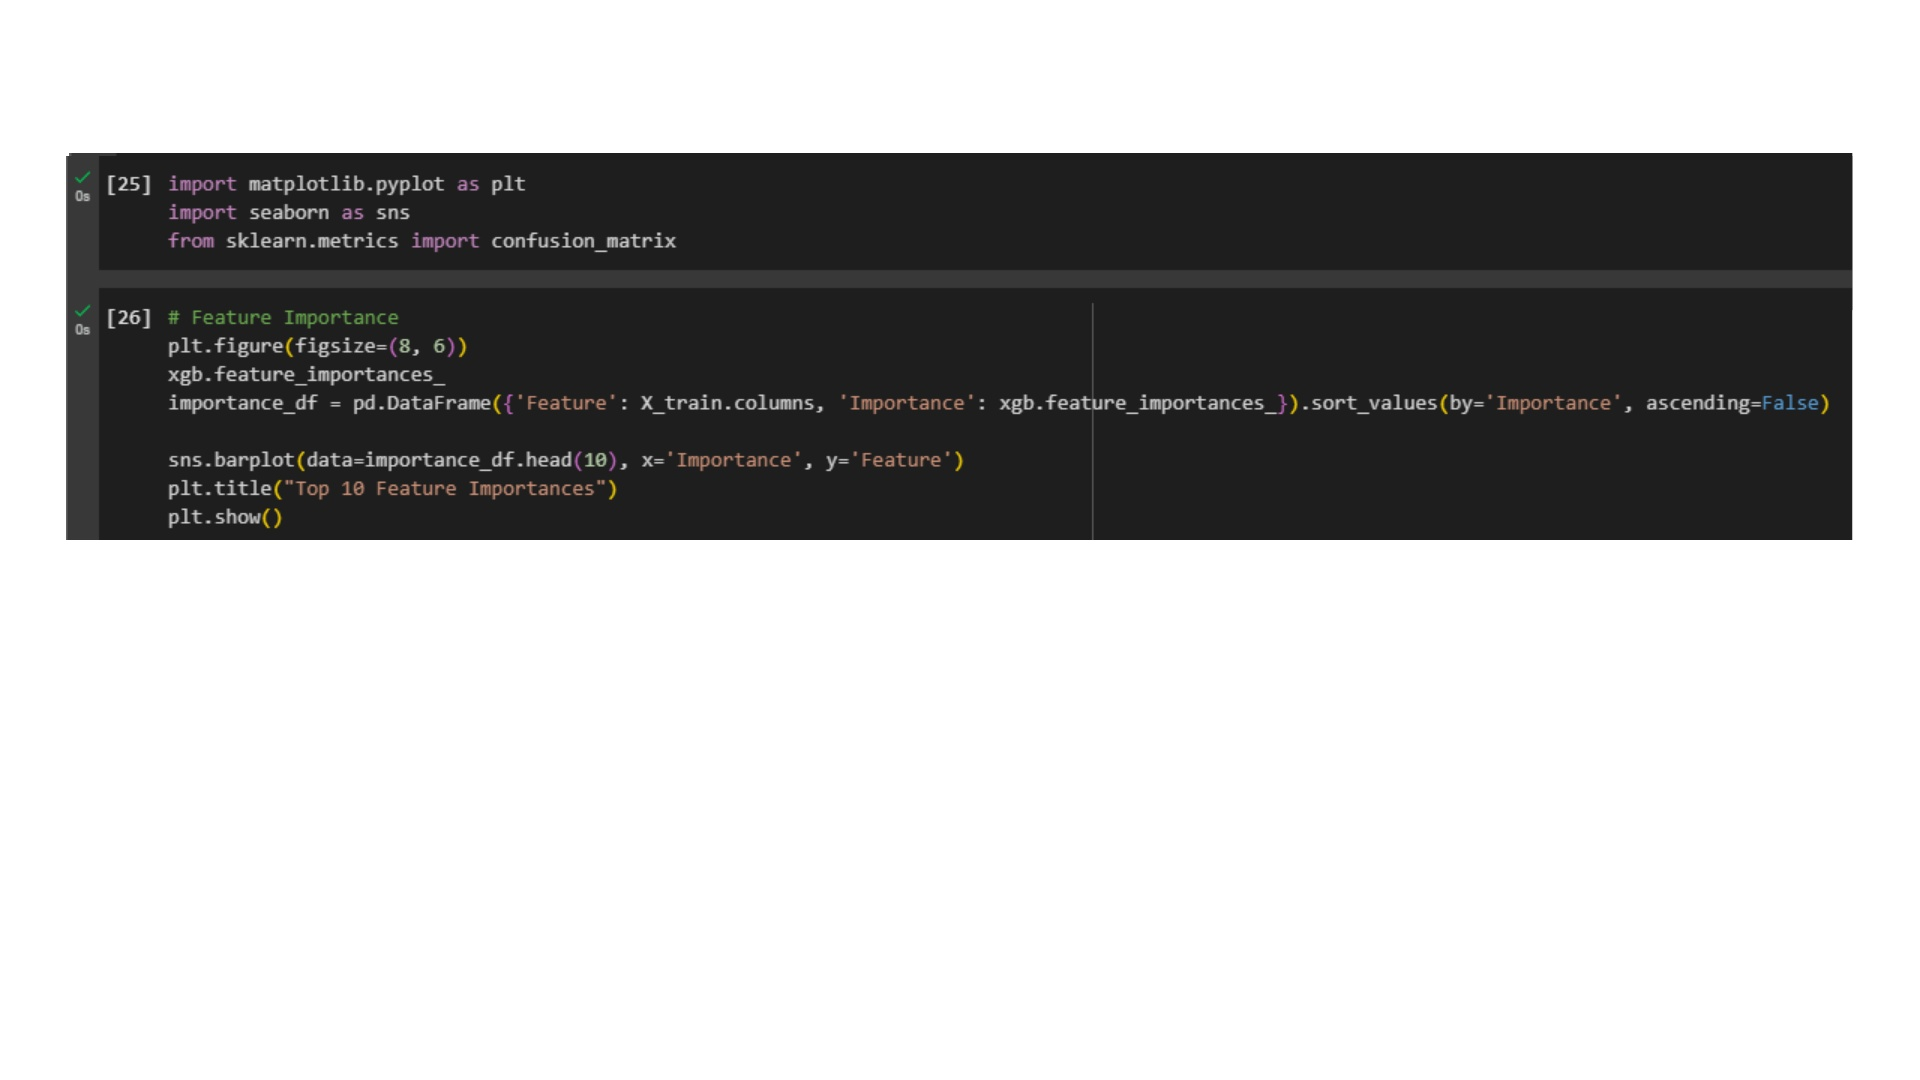 [25] import matplotlib.pyplot as plt
0s
import seaborn as sns
from sklearn.metrics import confusion_matrix
[26] # Feature Importance
0s
plt.figure(figsize=(8, 6))
xgb.feature_importances_
importance_df = pd.DataFrame({'Feature': X_train.columns, 'Importance': xgb.feature_importances_}).sort_values(by='Importance', ascending=False)
sns.barplot(data=importance_df.head(10), x='Importance', y='Feature')
plt.title("Top 10 Feature Importances")
plt.show()